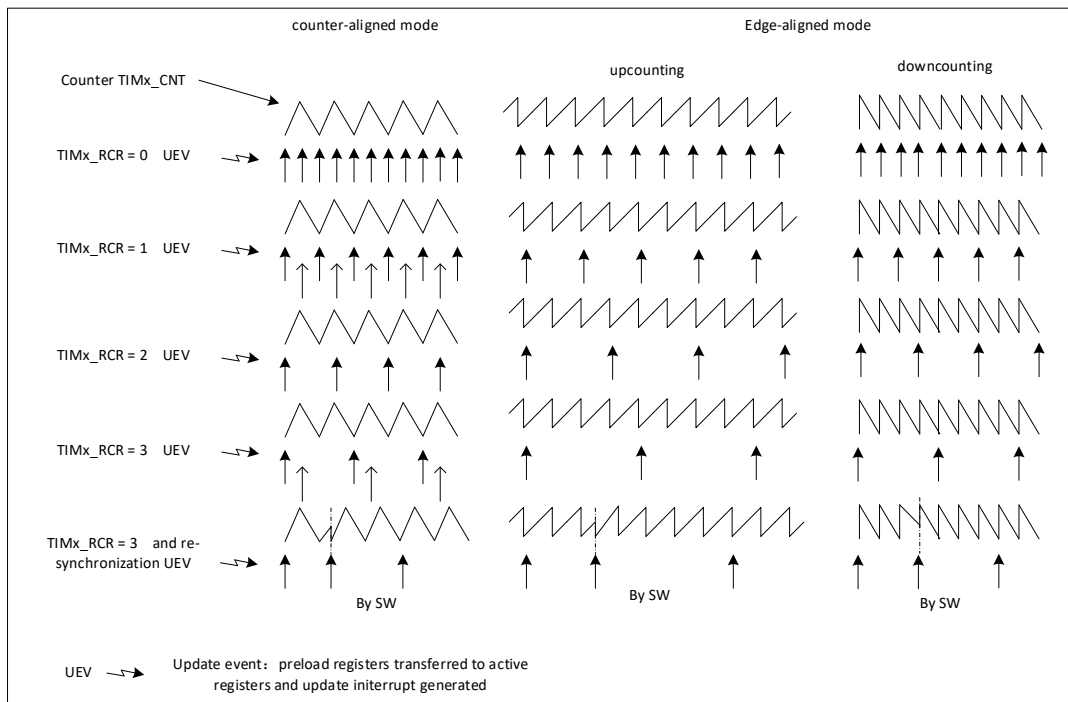 counter-aligned mode
Edge-aligned mode
upcounting
downcounting
Counter TIMx_CNT
TIMx_RCR = 0 UEV
TIMx_RCR = 1 UEV
TIMx_RCR = 2 UEV
TIMx_RCR = 3 UEV
TIMx_RCR = 3 and re-
synchronization UEV
By SW
By SW
By SW
UEV
Update event：preload registers transferred to active
registers and update initerrupt generated